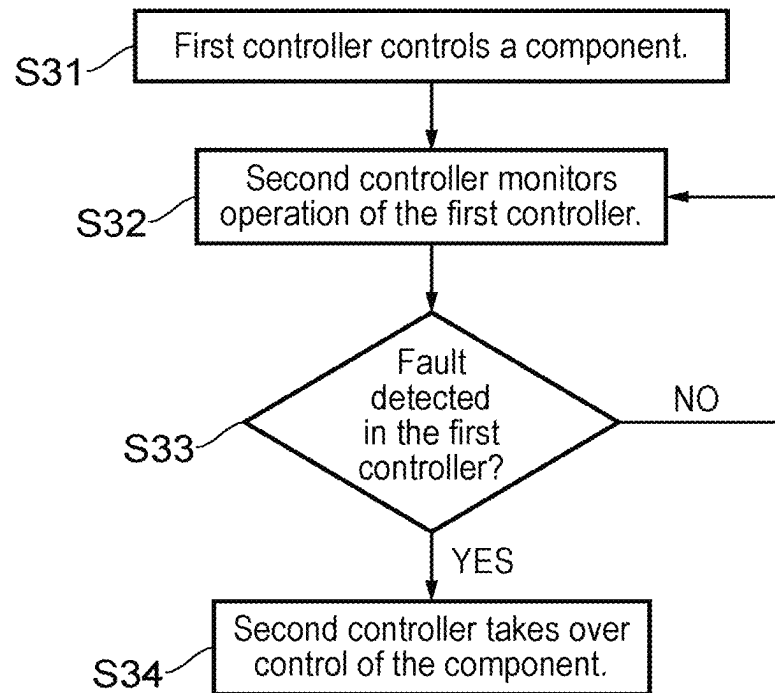 S31
First controller controls a component.
S32
Second controller monitors
operation of the first controller.
S33
Fault
detected
in the first
controller?
NO
YES
S34
Second controller takes over
control of the component.